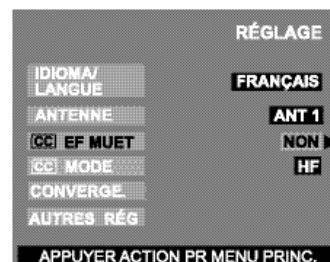 RÉGLAGE
IDIOMA/
LANGUE
FRANÇAIS
ANTENNE
ANT 1
CC EF MUET
NON
CC MODE
HF
CONVERGE.
AUTRES RÉG
APPUYER ACTION PR MENU PRINC.